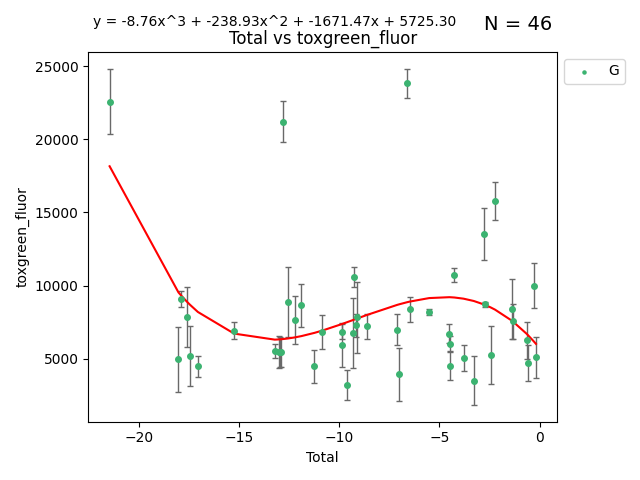 y = -8.76x^3 + -238.93x^2 + -1671.47x + 5725.30
N = 46
Total vs toxgreen_fluor
G
25000
20000
15000
10000
5000
toxgreen_fluor
−20 −15 −10 −5 0
Total